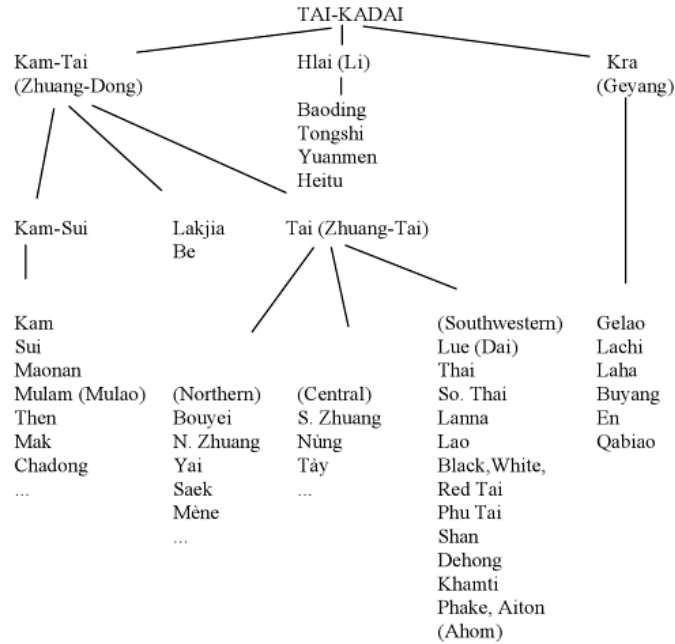 TAI-KADAI
Kam-Tai
(Zhuang-Dong)
Hlai (Li)
Kra
(Geyang)
Baoding
Tongshi
Yuanmen
Heitu
Kam-Sui
Lakjia
Be
Tai (Zhuang-Tai)
Kam
Sui
Maonan
Mulam (Mulao)
Then
Mak
Chadong
...
(Northern)
Bouyei
N. Zhuang
Yai
Saek
Mène
...
(Central)
S. Zhuang
Nùng
Tày
...
(Southwestern)
Lue (Dai)
Thai
So. Thai
Lanna
Lao
Black,White,
Red Tai
Phu Tai
Shan
Dehong
Khamti
Phake, Aiton
(Ahom)
Gelao
Lachi
Laha
Buyang
En
Qabiao